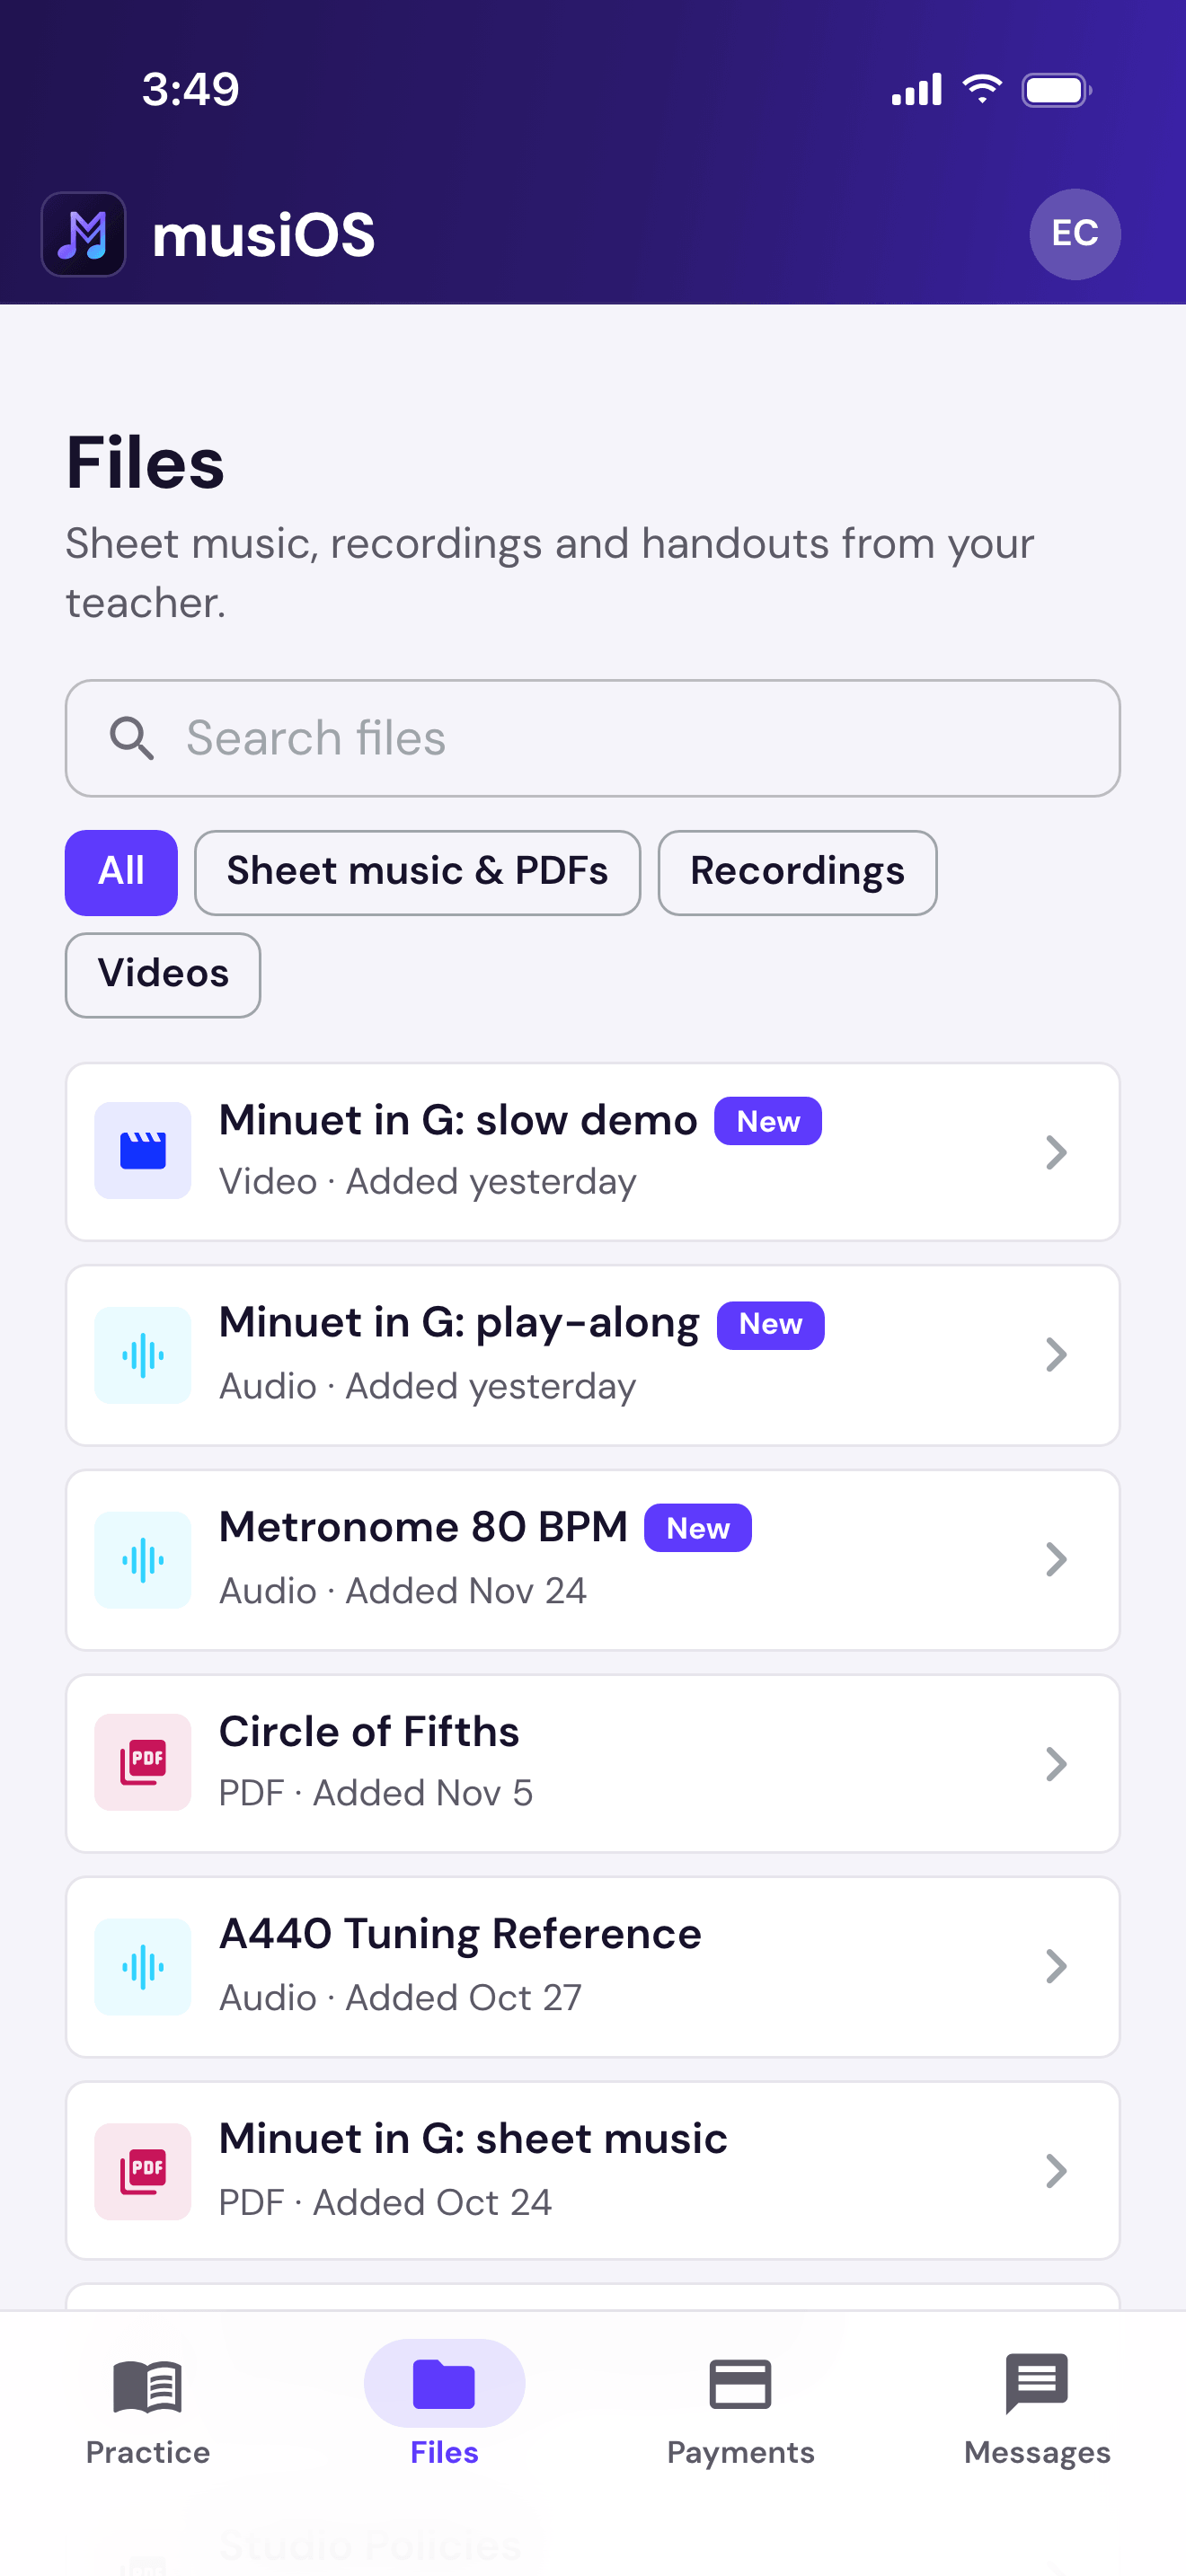 3:49
musiOS
EC
Files
Sheet music, recordings and handouts from your
teacher.
Search files
All
Sheet music & PDFs
Recordings
Videos
Minuet in G: slow demo New
Video · Added yesterday
Minuet in G: play-along New
Audio · Added yesterday
Metronome 80 BPM New
Audio · Added Nov 24
PDF
Circle of Fifths
PDF · Added Nov 5
A440 Tuning Reference
Audio · Added Oct 27
PDF
Minuet in G: sheet music
PDF · Added Oct 24
Practice
Files
Payments
Messages
Studio Policies
PDF